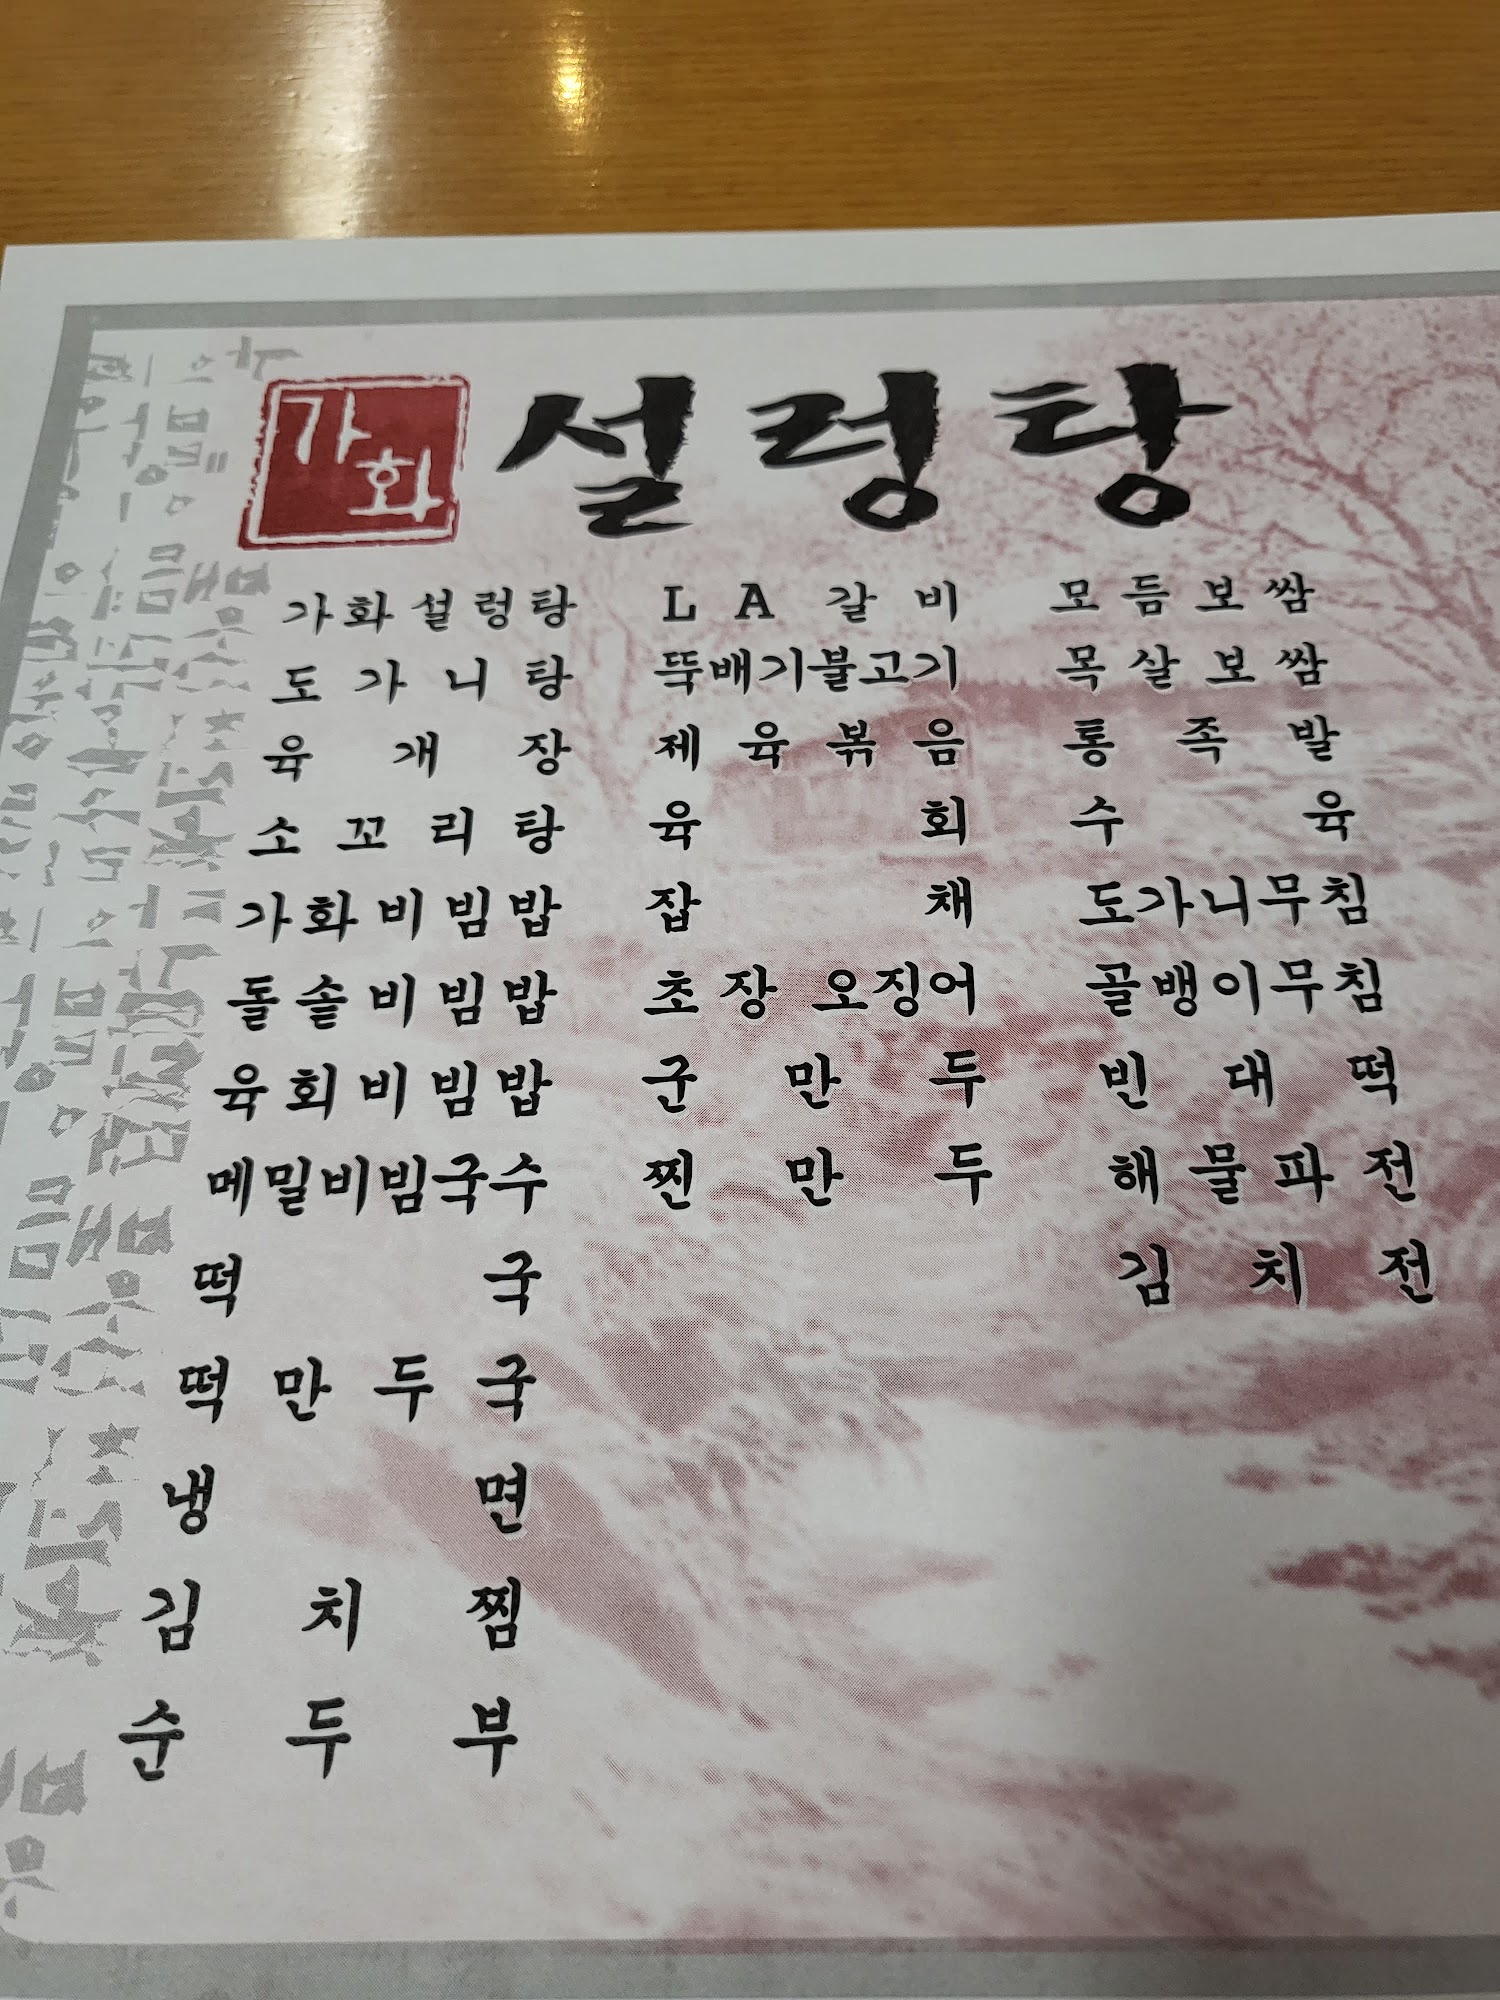 가화 설렁탕
가화설렁탕
도가니탕
육개장
소꼬리탕
가화비빔밥
돌솥비빔밥
육회비빔밥
메밀비빔국수
떡국
떡만두국
냉면
김치찜
순두부
LA갈비
뚝배기불고기
제육볶음
육회
잡채
초장 오징어
군만두
찐만두
모듬보쌈
목살보쌈
통족발
수육
도가니무침
골뱅이무침
빈대떡
해물파전
김치전